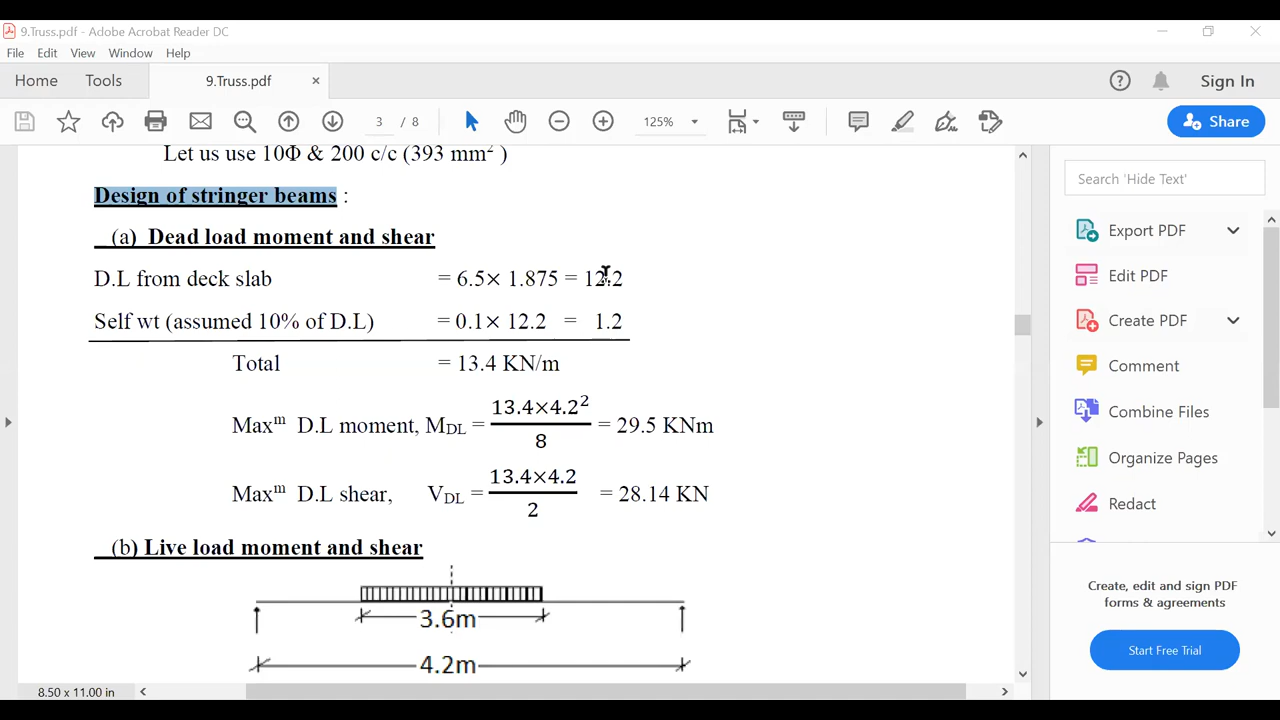 9.Truss.pdf - Adobe Acrobat Reader DC
File Edit View Window Help
Home Tools 9.Truss.pdf × Sign In
3 / 8 125% Share
Let us use 10Φ & 200 c/c (393 mm² )
Design of stringer beams :
(a) Dead load moment and shear
D.L from deck slab = 6.5× 1.875 = 12.2
Self wt (assumed 10% of D.L) = 0.1× 12.2 = 1.2
Total = 13.4 KN/m
Maxᵐ D.L moment, MDL = 13.4×4.2² / 8 = 29.5 KNm
Maxᵐ D.L shear, VDL = 13.4×4.2 / 2 = 28.14 KN
(b) Live load moment and shear
3.6m
4.2m
8.50 x 11.00 in
Search 'Hide Text'
Export PDF
Edit PDF
Create PDF
Comment
Combine Files
Organize Pages
Redact
Create, edit and sign PDF
forms & agreements
Start Free Trial